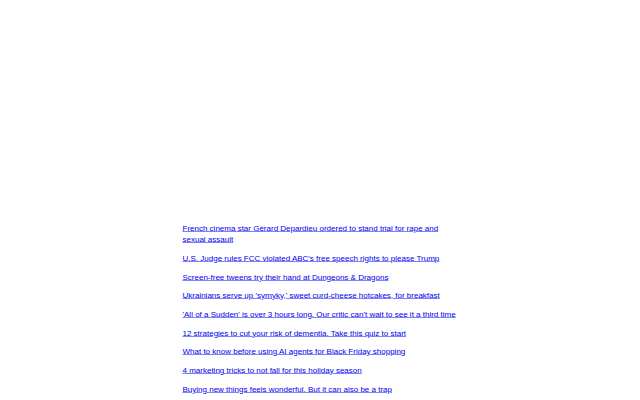 French cinema star Gérard Depardieu ordered to stand trial for rape and
sexual assault
U.S. Judge rules FCC violated ABC's free speech rights to please Trump
Screen-free tweens try their hand at Dungeons & Dragons
Ukrainians serve up 'syrnyky,' sweet curd-cheese hotcakes, for breakfast
'All of a Sudden' is over 3 hours long. Our critic can't wait to see it a third time
12 strategies to cut your risk of dementia. Take this quiz to start
What to know before using AI agents for Black Friday shopping
4 marketing tricks to not fall for this holiday season
Buying new things feels wonderful. But it can also be a trap